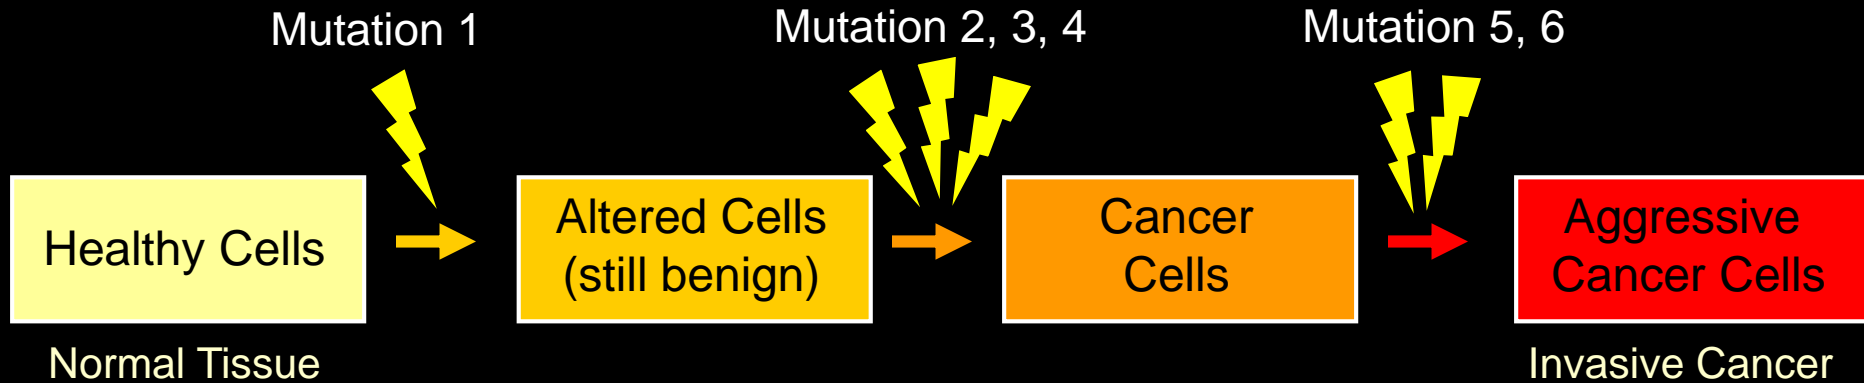 Mutation 1
Mutation 2, 3, 4
Mutation 5, 6
Healthy Cells
Altered Cells
(still benign)
Cancer
Cells
Aggressive
Cancer Cells
Normal Tissue
Invasive Cancer